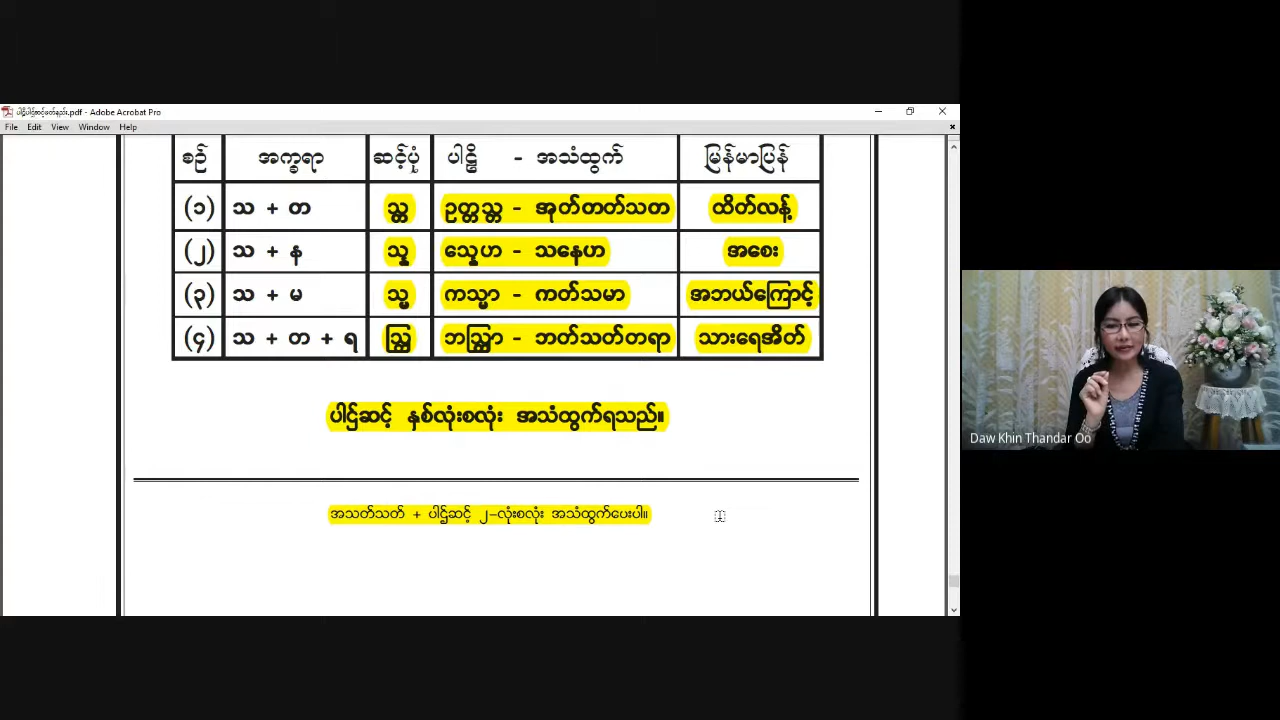 ပါဠိပါဌ်ဆင့်ဖတ်နည်း.pdf - Adobe Acrobat Pro
File Edit View Window Help
စဉ် အက္ခရာ ဆင့်ပုံ ပါဠိ - အသံထွက် မြန်မာပြန်
(၁) သ + တ သ္တ ဥတ္တသ္တ - အုတ်တတ်သတ ထိတ်လန့်
(၂) သ + န သ္န သ္နေဟ - သနေဟ အစေး
(၃) သ + မ သ္မ ကသ္မာ - ကတ်သမာ အဘယ်ကြောင့်
(၄) သ + တ + ရ သ္တြ ဘသ္တြာ - ဘတ်သတ်တရာ သားရေအိတ်
ပါဌ်ဆင့် နှစ်လုံးစလုံး အသံထွက်ရသည်။
အသတ်သတ် + ပါဌ်ဆင့် ၂-လုံးစလုံး အသံထွက်ပေးပါ။
Daw Khin Thandar Oo